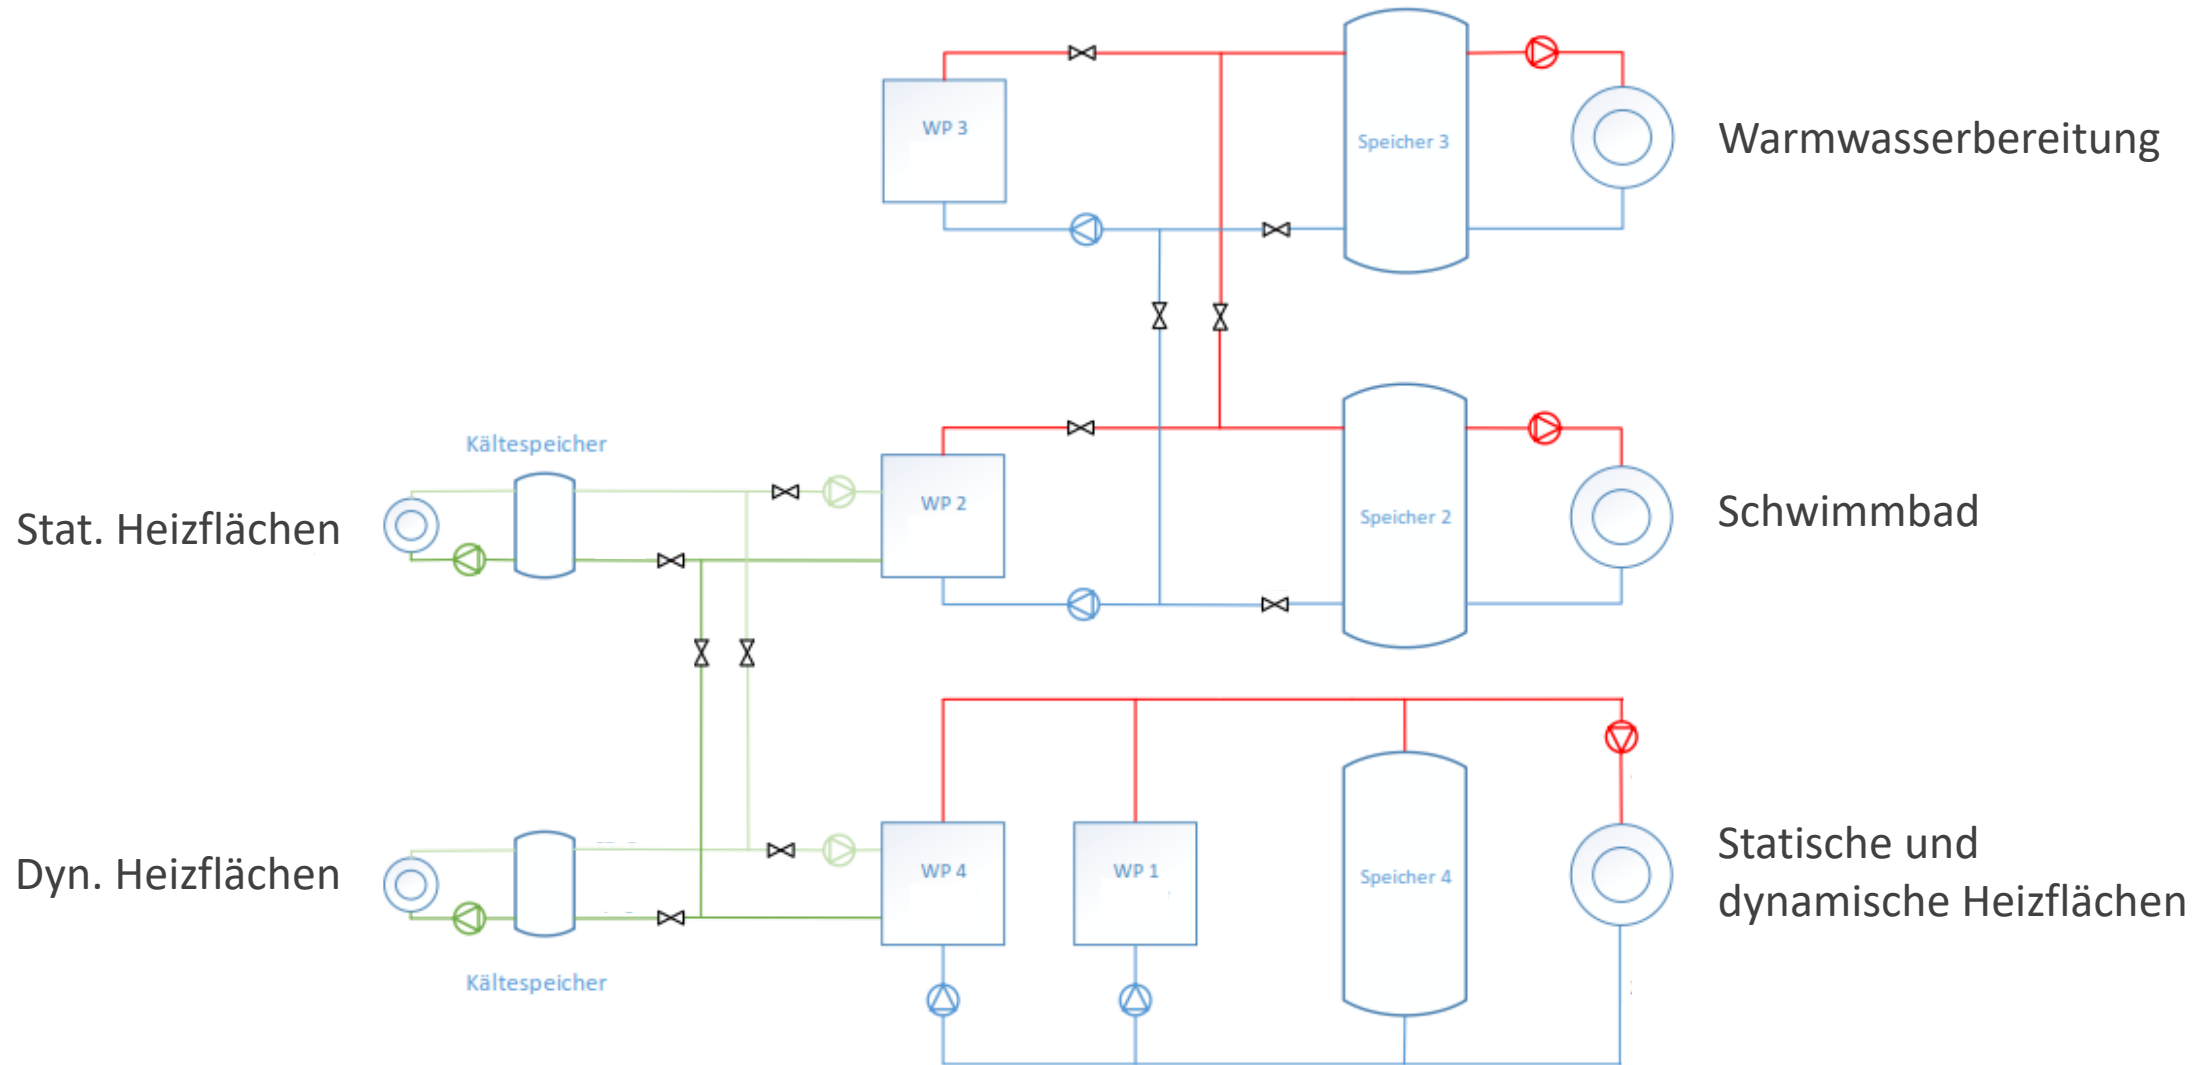 WP 3
Speicher 3
Warmwasserbereitung
Kältespeicher
Stat. Heizflächen
WP 2
Speicher 2
Schwimmbad
Dyn. Heizflächen
WP 4
WP 1
Speicher 4
Statische und
dynamische Heizflächen
Kältespeicher